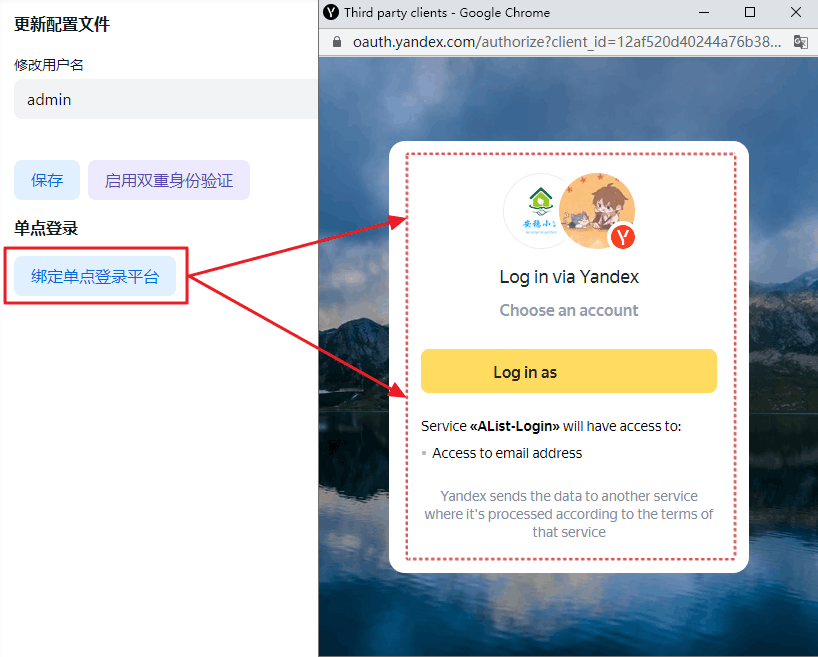 更新配置文件
修改用户名
admin
保存
启用双重身份验证
单点登录
绑定单点登录平台
Third party clients - Google Chrome
oauth.yandex.com/authorize?client_id=12af520d40244a76b38...
Log in via Yandex
Choose an account
Log in as
Service «AList-Login» will have access to:
Access to email address
Yandex sends the data to another service
where it's processed according to the terms of
that service